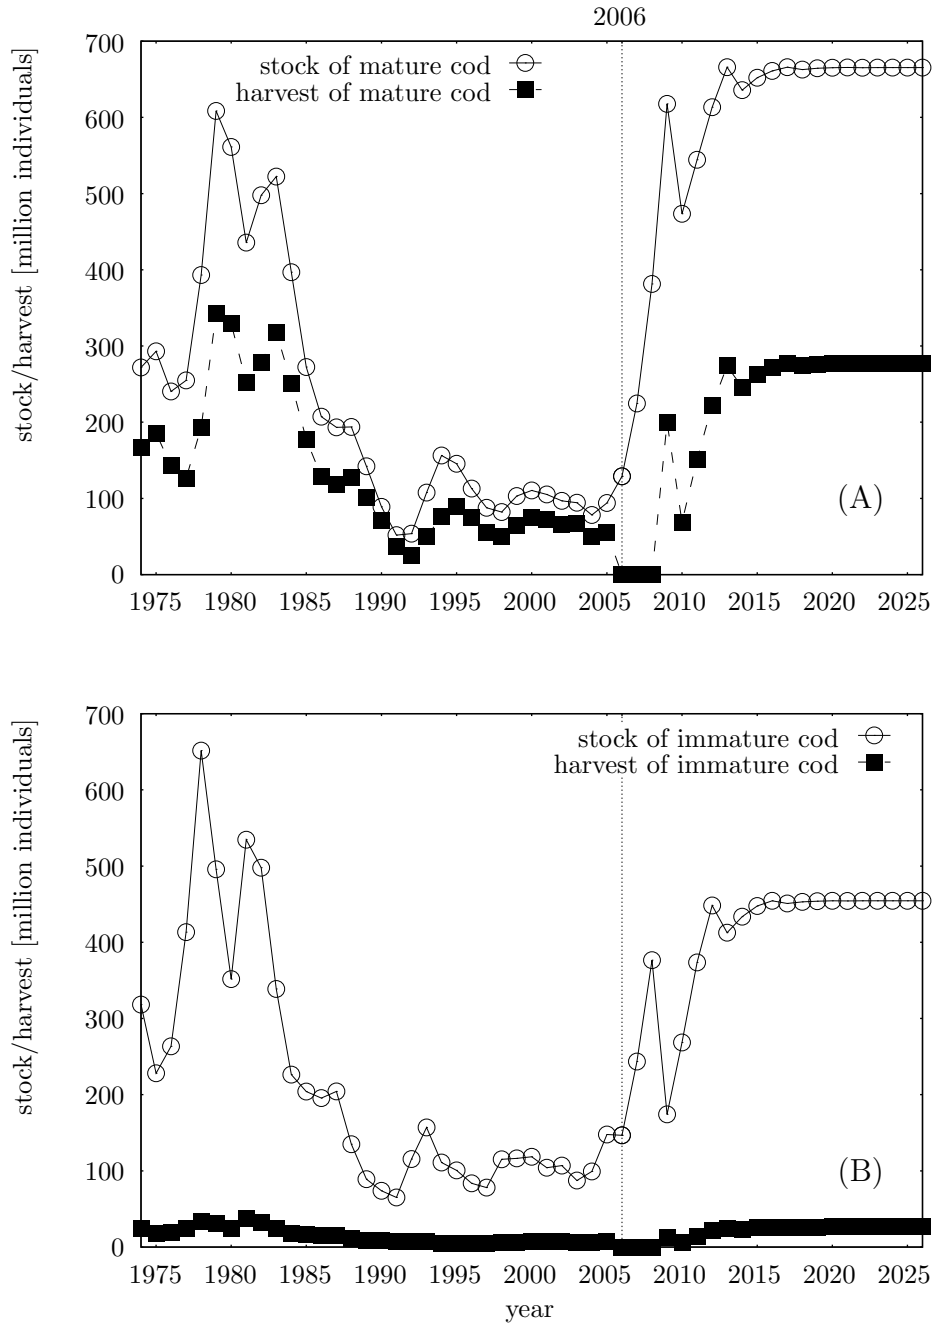 2006
700
600
500
400
300
200
100
0
stock/harvest [million individuals]
stock of mature cod
harvest of mature cod
(A)
1975 1980 1985 1990 1995 2000 2005 2010 2015 2020 2025
700
600
500
400
300
200
100
0
stock/harvest [million individuals]
stock of immature cod
harvest of immature cod
(B)
1975 1980 1985 1990 1995 2000 2005 2010 2015 2020 2025
year